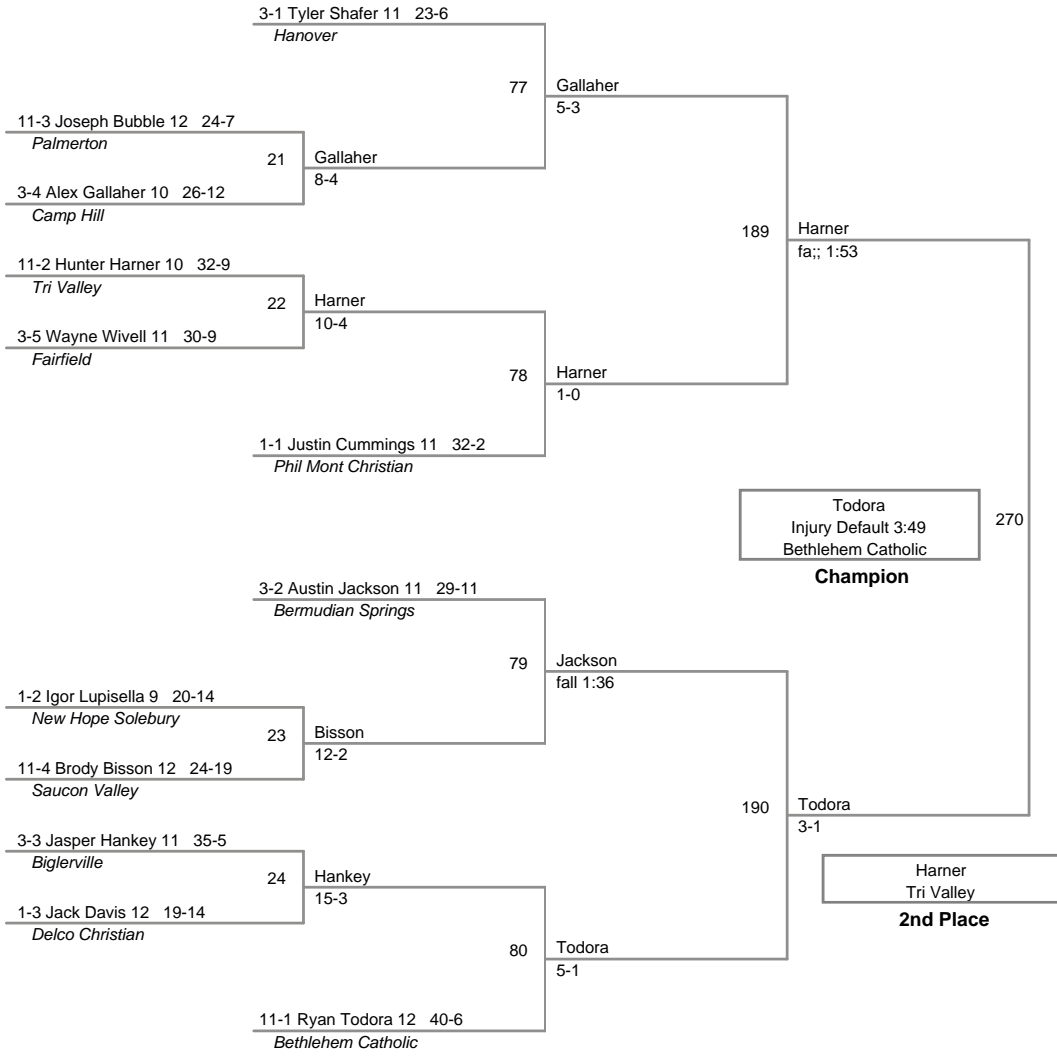 3-1 Tyler Shafer 11 23-6
Hanover
77
Gallaher
5-3
11-3 Joseph Bubble 12 24-7
Palmerton
21
Gallaher
8-4
3-4 Alex Gallaher 10 26-12
Camp Hill
189
Harner
fa;; 1:53
11-2 Hunter Harner 10 32-9
Tri Valley
22
Harner
10-4
3-5 Wayne Wivell 11 30-9
Fairfield
78
Harner
1-0
1-1 Justin Cummings 11 32-2
Phil Mont Christian
Todora
Injury Default 3:49
Bethlehem Catholic
270
Champion
3-2 Austin Jackson 11 29-11
Bermudian Springs
79
Jackson
fall 1:36
1-2 Igor Lupisella 9 20-14
New Hope Solebury
23
Bisson
12-2
11-4 Brody Bisson 12 24-19
Saucon Valley
190
Todora
3-1
3-3 Jasper Hankey 11 35-5
Biglerville
24
Hankey
15-3
Harner
Tri Valley
2nd Place
1-3 Jack Davis 12 19-14
Delco Christian
80
Todora
5-1
11-1 Ryan Todora 12 40-6
Bethlehem Catholic